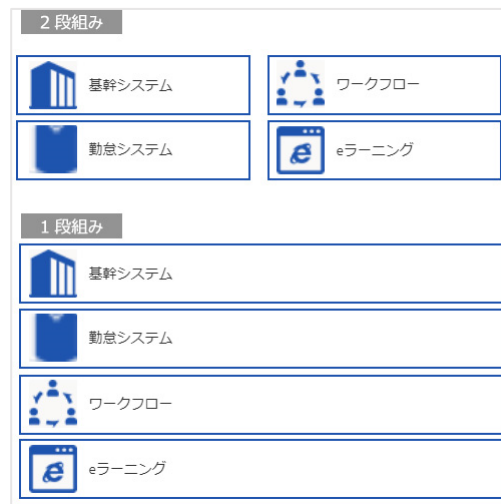 2段組み
基幹システム
ワークフロー
勤怠システム
eラーニング
1段組み
基幹システム
勤怠システム
ワークフロー
eラーニング